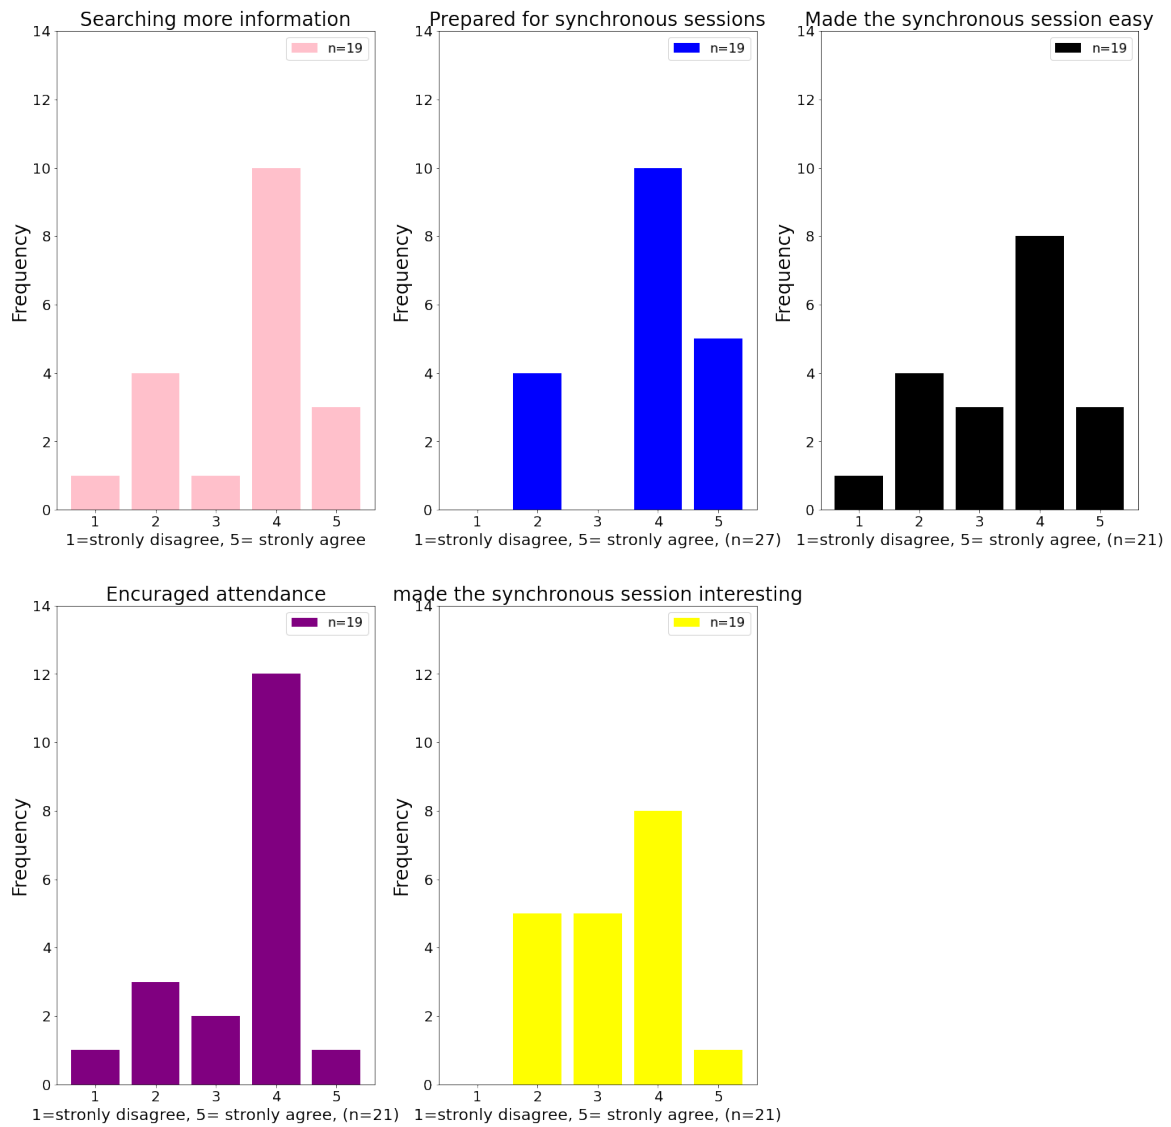 Searching more information
Prepared for synchronous sessions
Made the synchronous session easy
14
12
10
8
6
4
2
0
Frequency
n=19
1 2 3 4 5
1=stronly disagree, 5= stronly agree
14
12
10
8
6
4
2
0
Frequency
n=19
1 2 3 4 5
1=stronly disagree, 5= stronly agree, (n=27)
14
12
10
8
6
4
2
0
Frequency
n=19
1 2 3 4 5
1=stronly disagree, 5= stronly agree, (n=21)
Encuraged attendance
made the synchronous session interesting
14
12
10
8
6
4
2
0
Frequency
n=19
1 2 3 4 5
1=stronly disagree, 5= stronly agree, (n=21)
14
12
10
8
6
4
2
0
Frequency
n=19
1 2 3 4 5
1=stronly disagree, 5= stronly agree, (n=21)